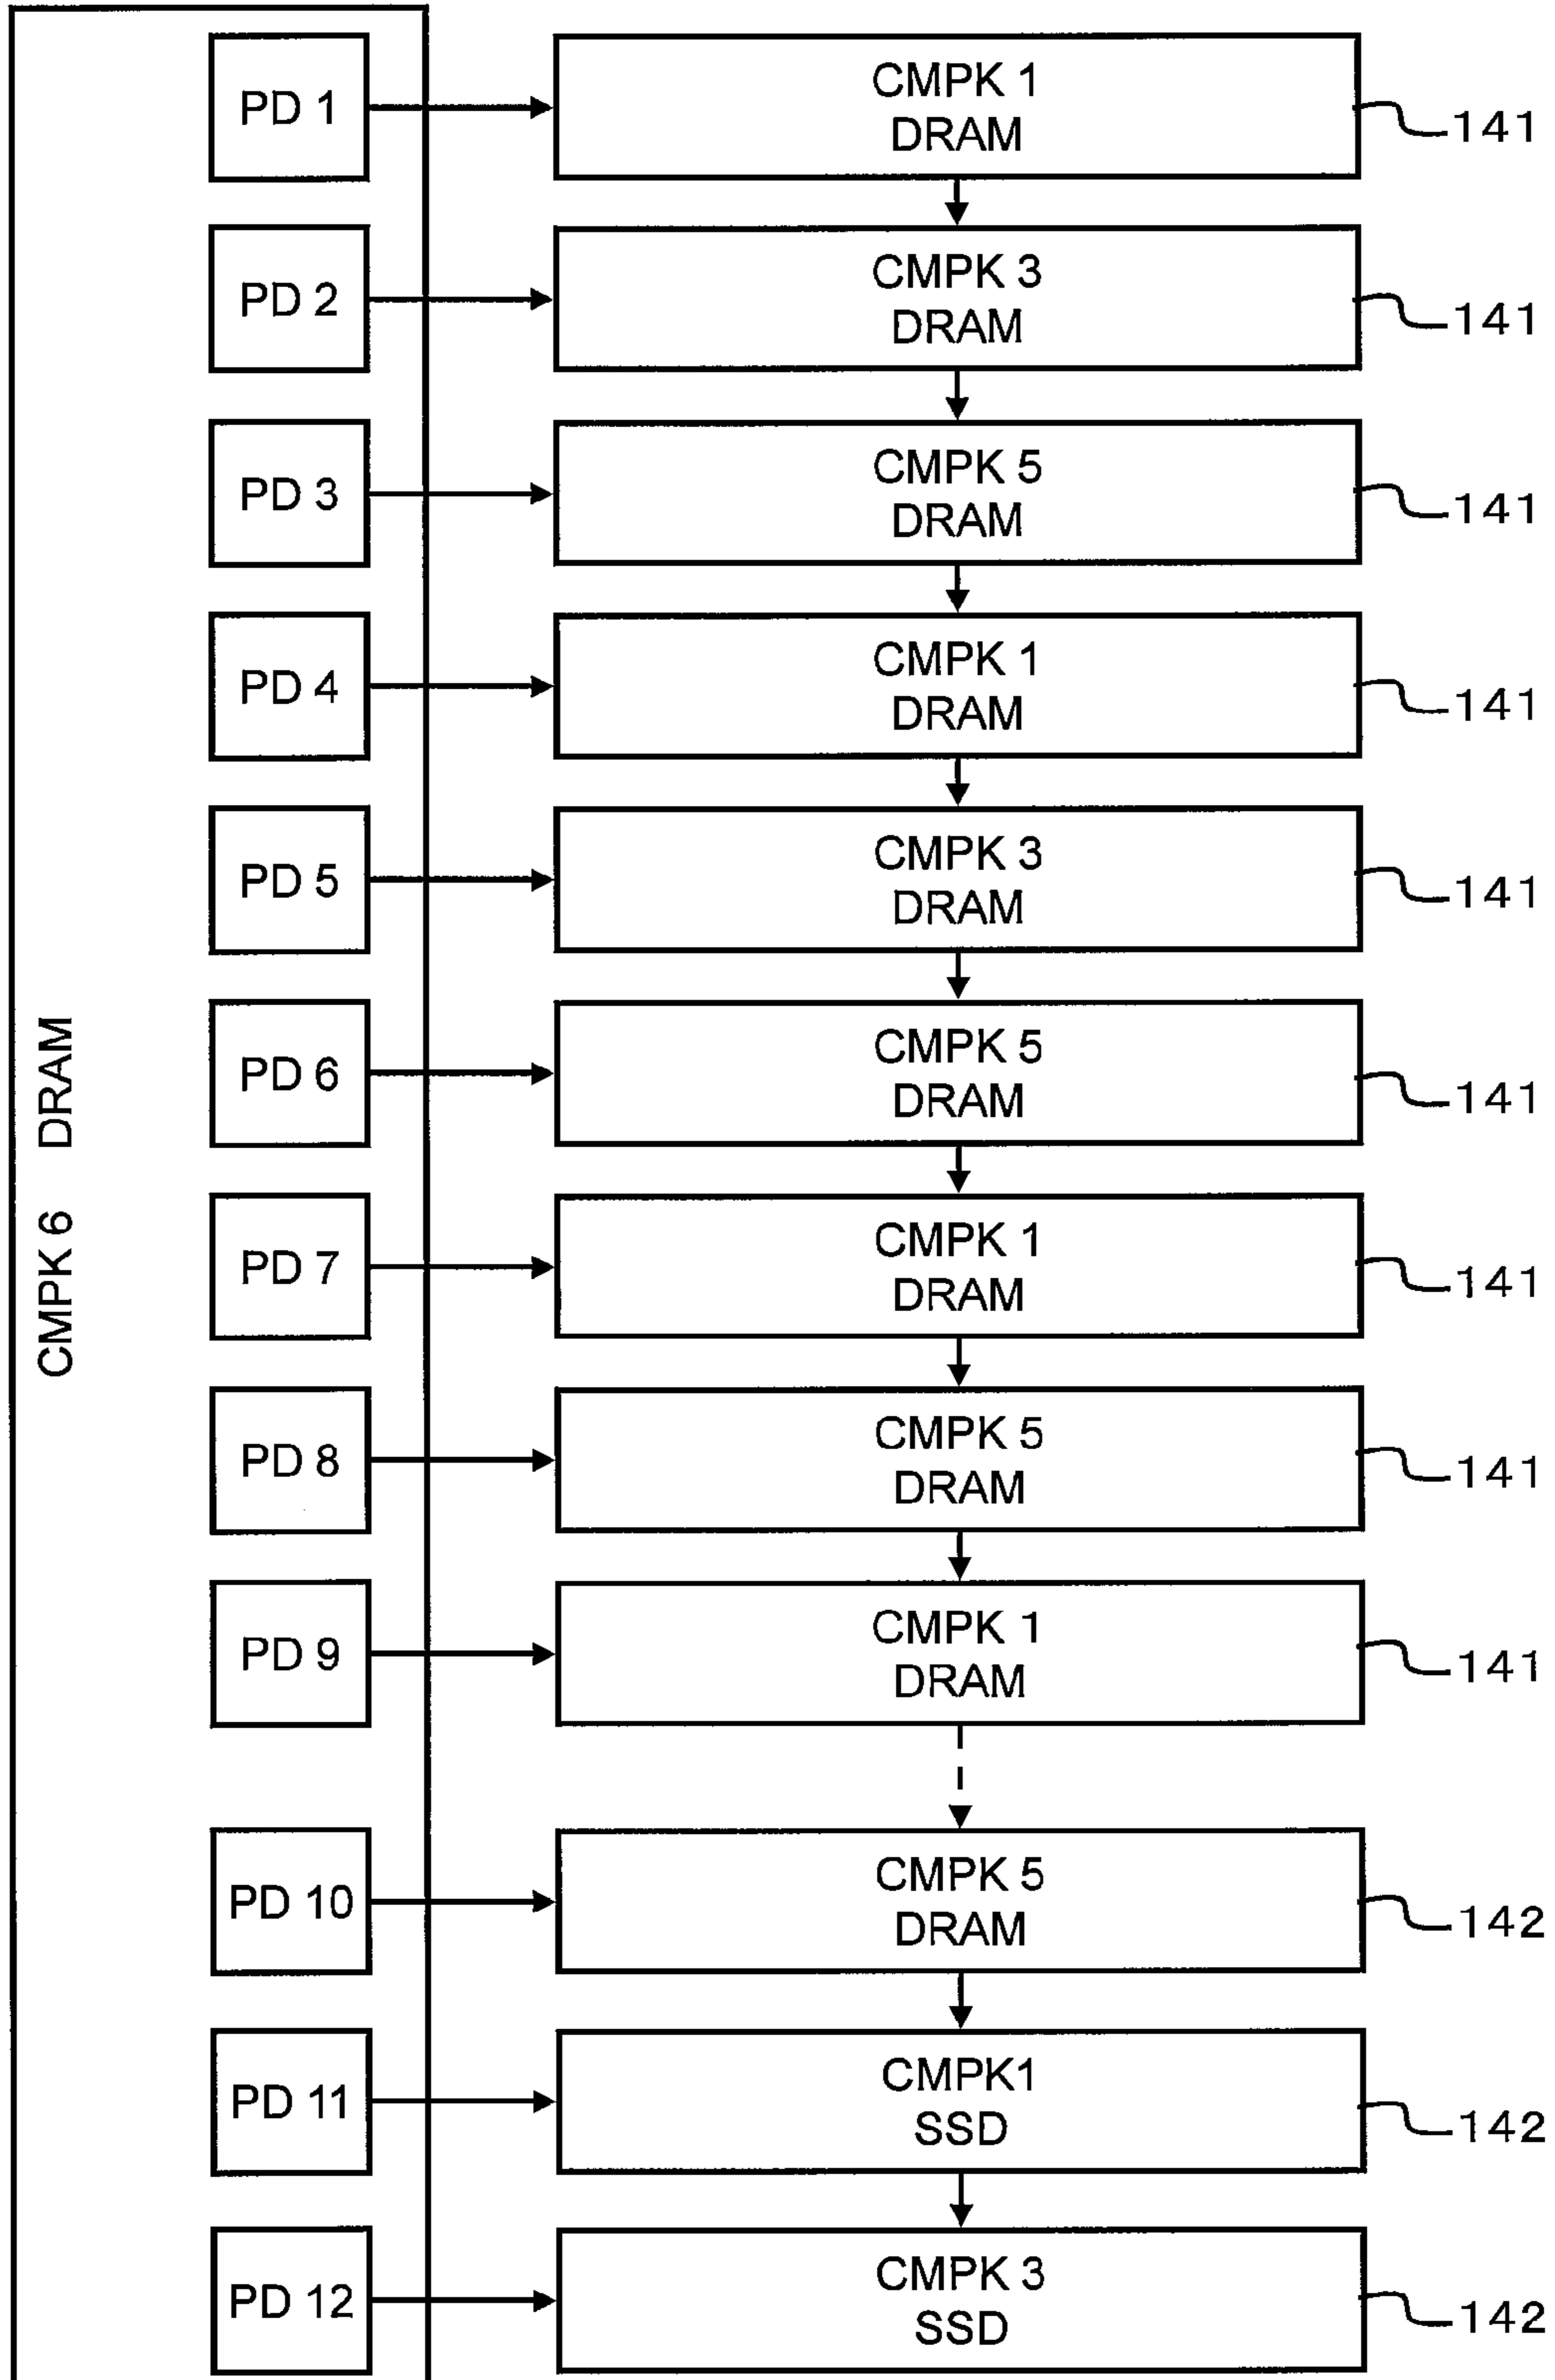 CMPK 6 DRAM
PD 1
CMPK 1
DRAM
141
PD 2
CMPK 3
DRAM
141
PD 3
CMPK 5
DRAM
141
PD 4
CMPK 1
DRAM
141
PD 5
CMPK 3
DRAM
141
PD 6
CMPK 5
DRAM
141
PD 7
CMPK 1
DRAM
141
PD 8
CMPK 5
DRAM
141
PD 9
CMPK 1
DRAM
141
PD 10
CMPK 5
DRAM
142
PD 11
CMPK1
SSD
142
PD 12
CMPK 3
SSD
142